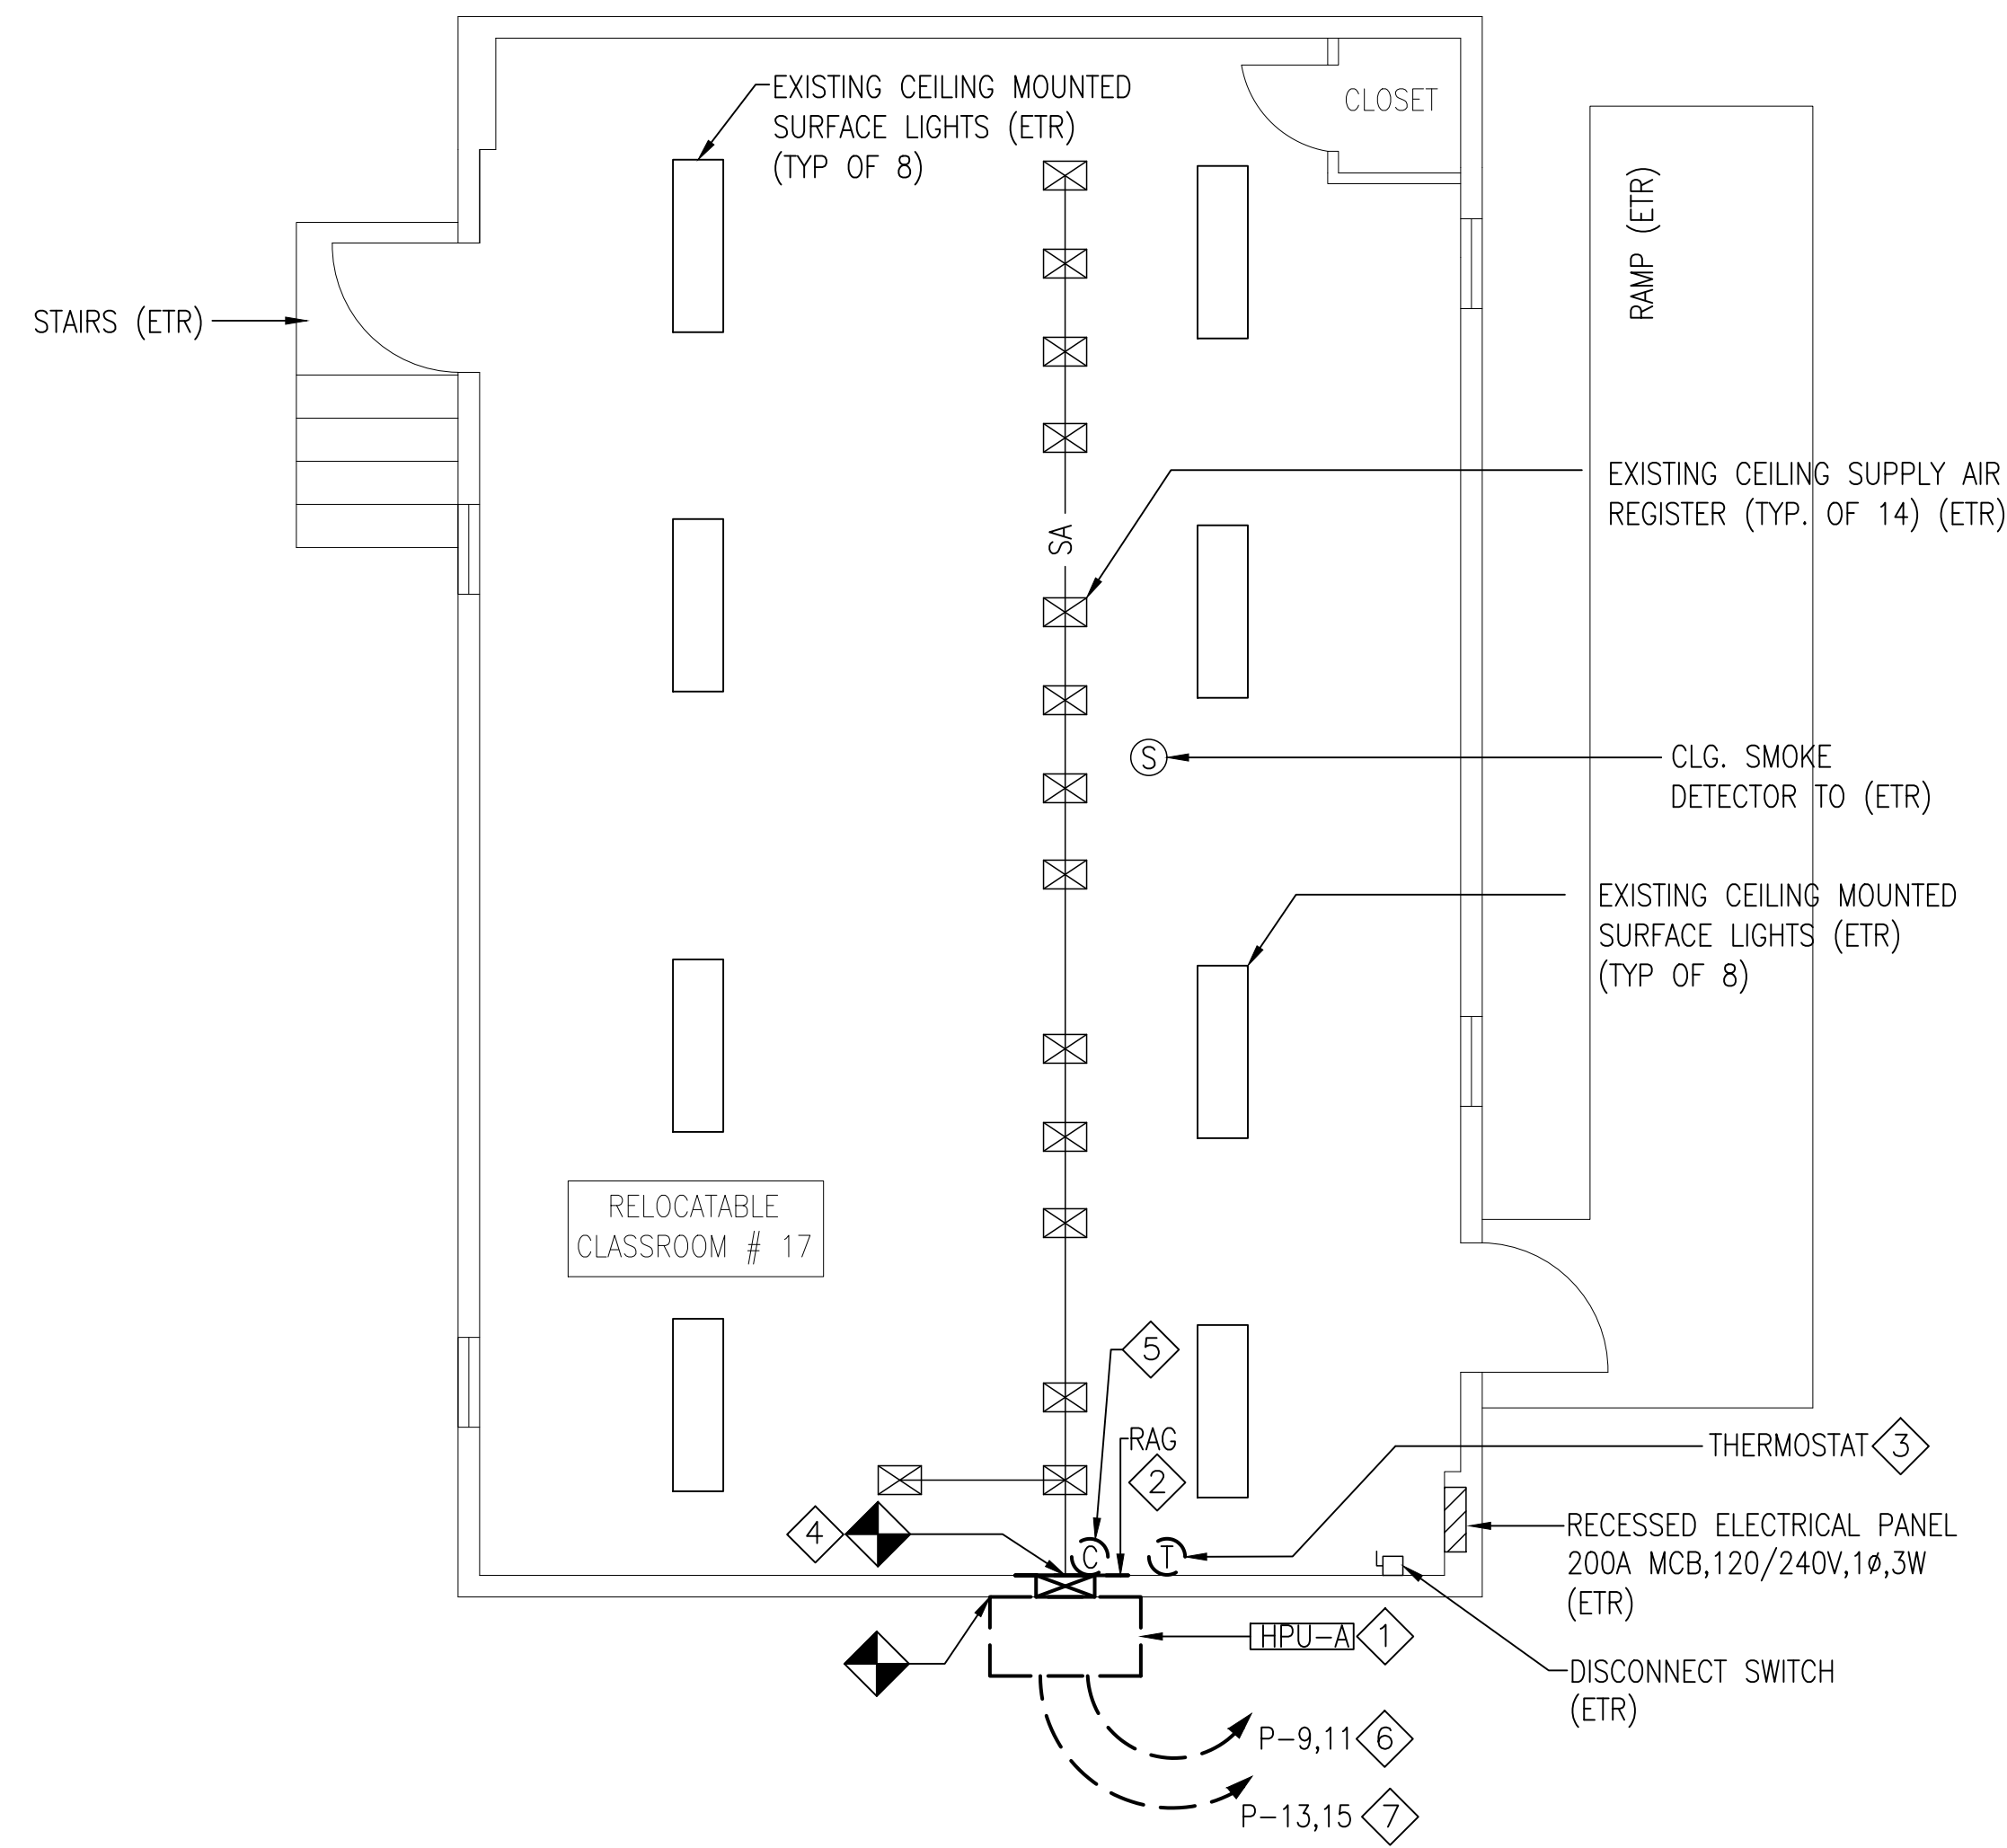 EXISTING CEILING MOUNTED
SURFACE LIGHTS (ETR)
(TYP OF 8)
CLOSET
RAMP (ETR)
STAIRS (ETR)
EXISTING CEILING SUPPLY AIR
REGISTER (TYP. OF 14) (ETR)
SA
S
CLG. SMOKE
DETECTOR TO (ETR)
EXISTING CEILING MOUNTED
SURFACE LIGHTS (ETR)
(TYP OF 8)
RELOCATABLE
CLASSROOM # 17
5
RAG
2
THERMOSTAT 3
4
C
T
RECESSED ELECTRICAL PANEL
200A MCB,120/240V,1ø,3W
(ETR)
HPU-A 1
DISCONNECT SWITCH
(ETR)
P-9,11 6
P-13,15 7